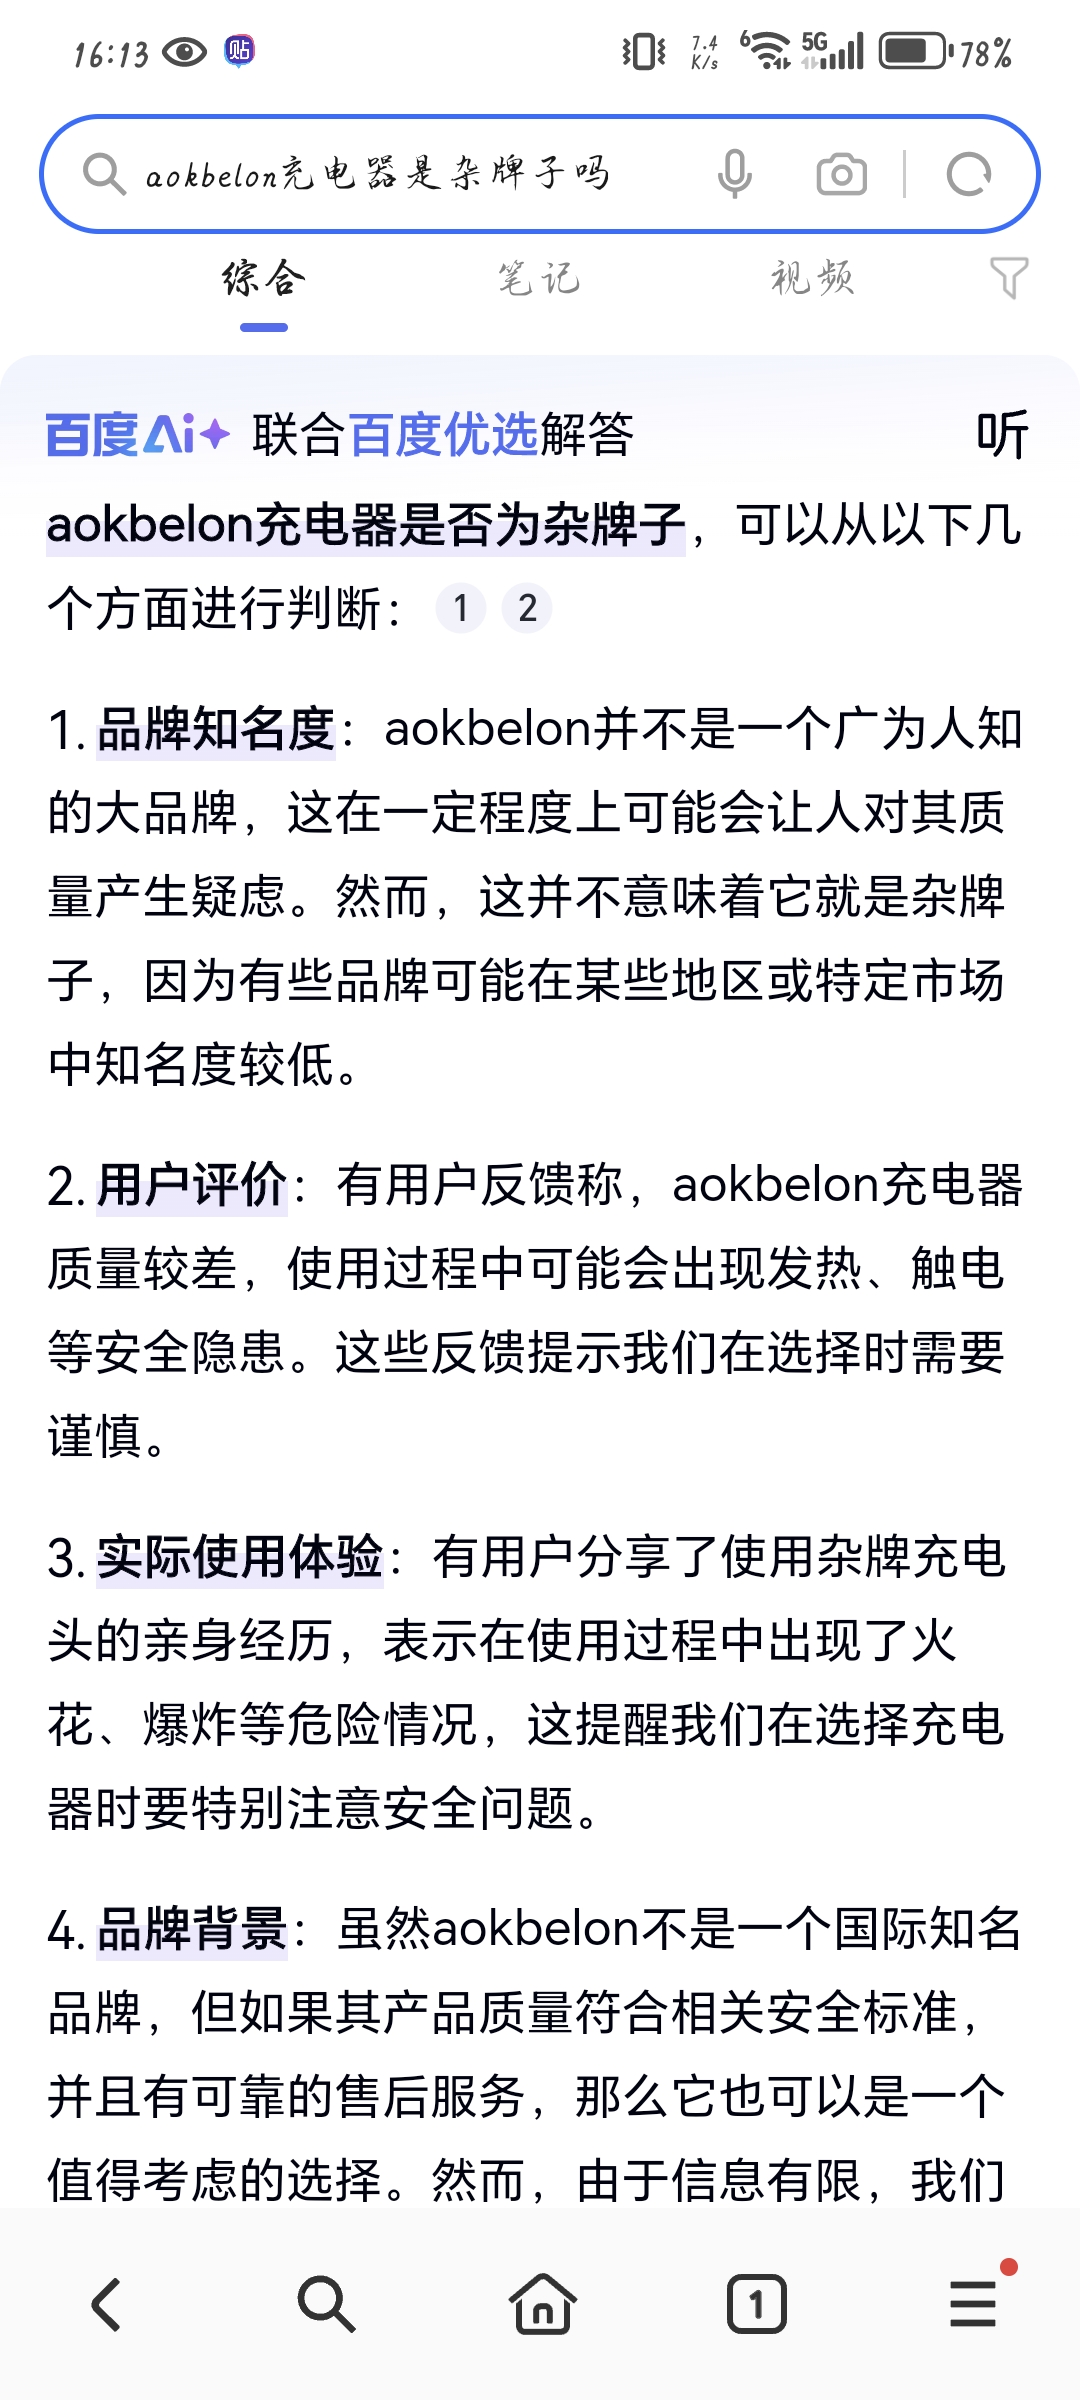 16:13 贴 7.4 K/s 6 5G 78%
aokbelon充电器是杂牌子吗
综合 笔记 视频
百度Ai 联合百度优选解答 听
aokbelon充电器是否为杂牌子，可以从以下几
个方面进行判断： 1 2
1. 品牌知名度：aokbelon并不是一个广为人知
的大品牌，这在一定程度上可能会让人对其质
量产生疑虑。然而，这并不意味着它就是杂牌
子，因为有些品牌可能在某些地区或特定市场
中知名度较低。
2. 用户评价：有用户反馈称，aokbelon充电器
质量较差，使用过程中可能会出现发热、触电
等安全隐患。这些反馈提示我们在选择时需要
谨慎。
3. 实际使用体验：有用户分享了使用杂牌充电
头的亲身经历，表示在使用过程中出现了火
花、爆炸等危险情况，这提醒我们在选择充电
器时要特别注意安全问题。
4. 品牌背景：虽然aokbelon不是一个国际知名
品牌，但如果其产品质量符合相关安全标准，
并且有可靠的售后服务，那么它也可以是一个
值得考虑的选择。然而，由于信息有限，我们
1